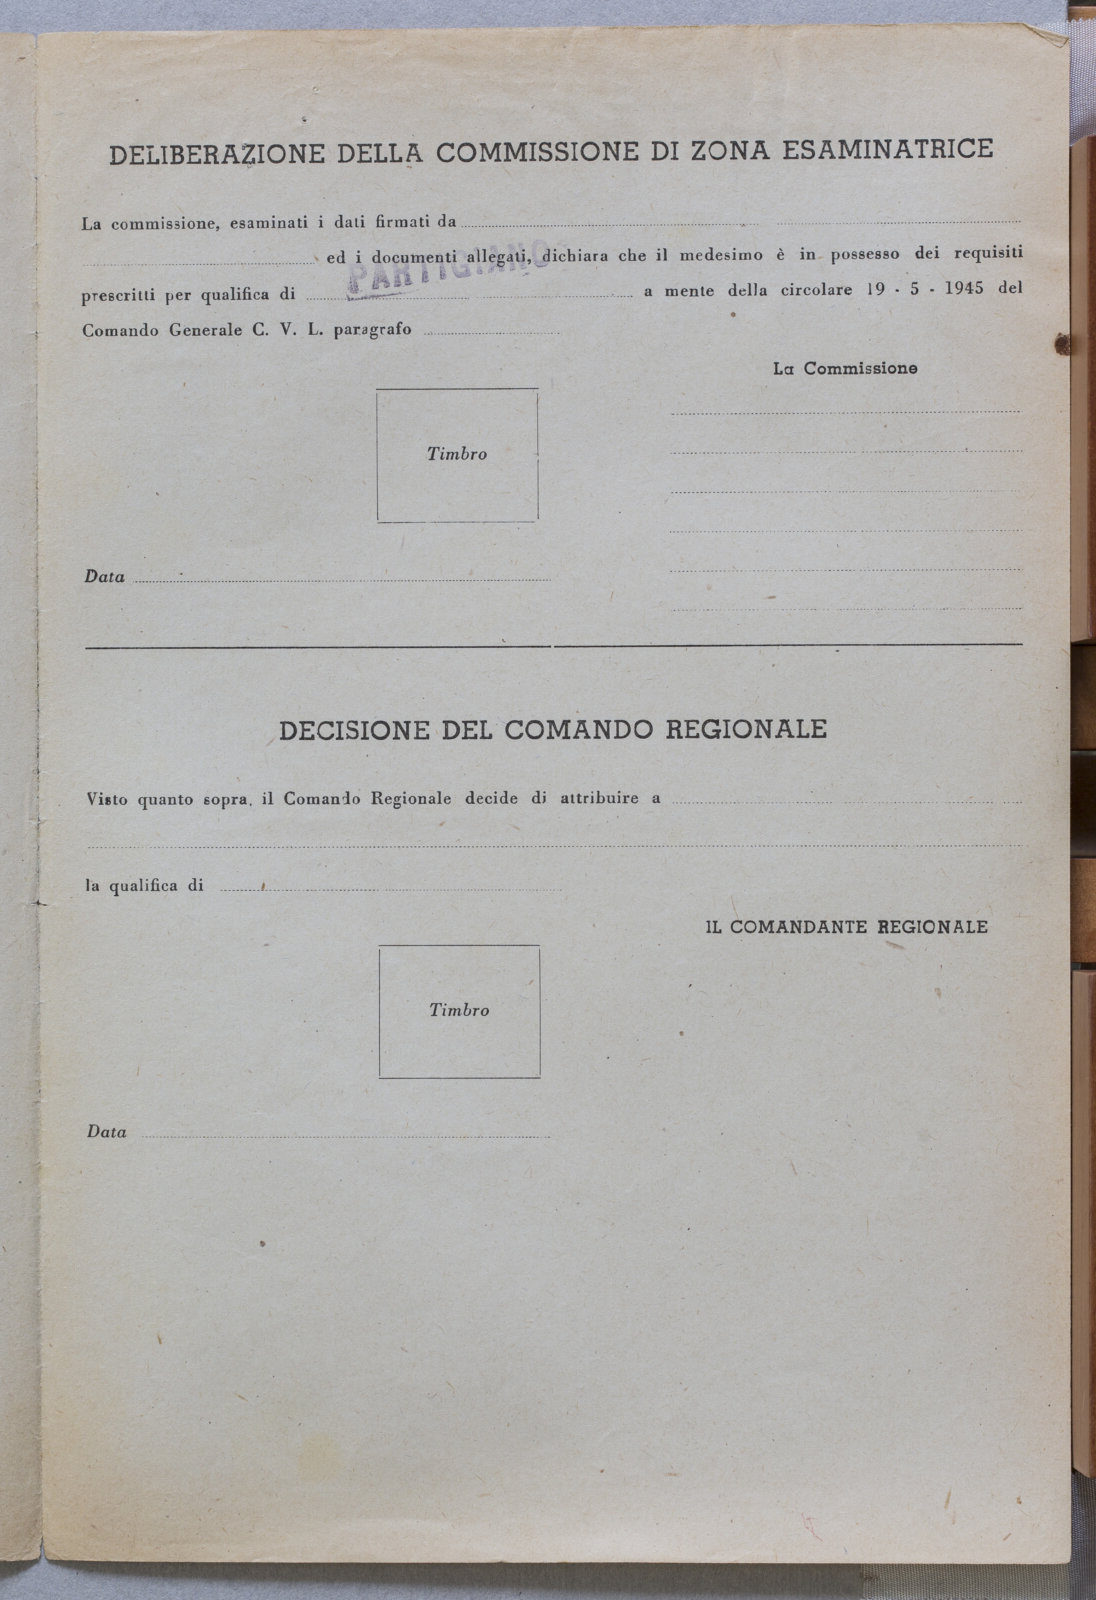 DELIBERAZIONE DELLA COMMISSIONE DI ZONA ESAMINATRICE
La commissione, esaminati i dati firmati da
ed i documenti allegati, dichiara che il medesimo è in possesso dei requisiti
PARTIGIANO
prescritti per qualifica di a mente della circolare 19 - 5 - 1945 del
Comando Generale C. V. L. paragrafo
La Commissione
Timbro
Data
DECISIONE DEL COMANDO REGIONALE
Visto quanto sopra, il Comando Regionale decide di attribuire a
la qualifica di
IL COMANDANTE REGIONALE
Timbro
Data